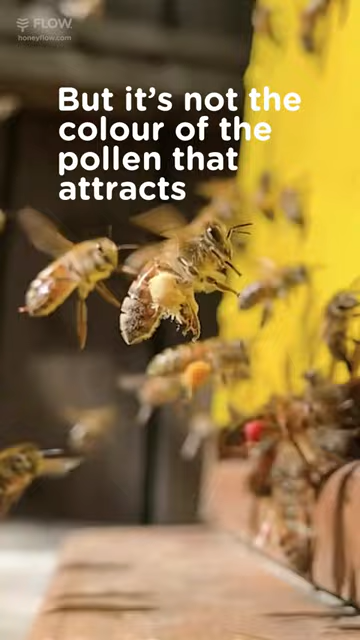 FLOW
honeyflow.com
But it's not the
colour of the
pollen that
attracts